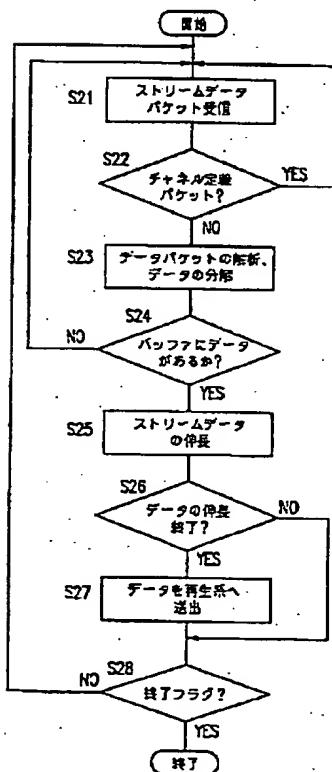 開始
S21
ストリームデータ
パケット受信
S22
チャネル定義
パケット?
YES
NO
S23
データパケットの解析、
データの分解
S24
NO
バッファにデータ
があるか?
YES
S25
ストリームデータ
の伸長
S26
NO
データの伸長
終了?
YES
S27
データを再生系へ
送出
S28
NO
終了フラグ?
YES
終了